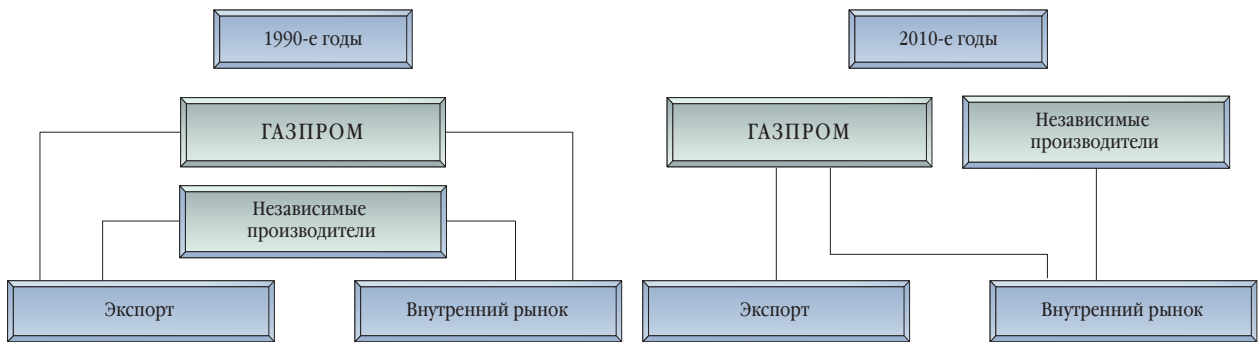 1990-е годы
ГАЗПРОМ
Независимые
производители
Экспорт
Внутренний рынок
2010-е годы
ГАЗПРОМ
Независимые
производители
Экспорт
Внутренний рынок